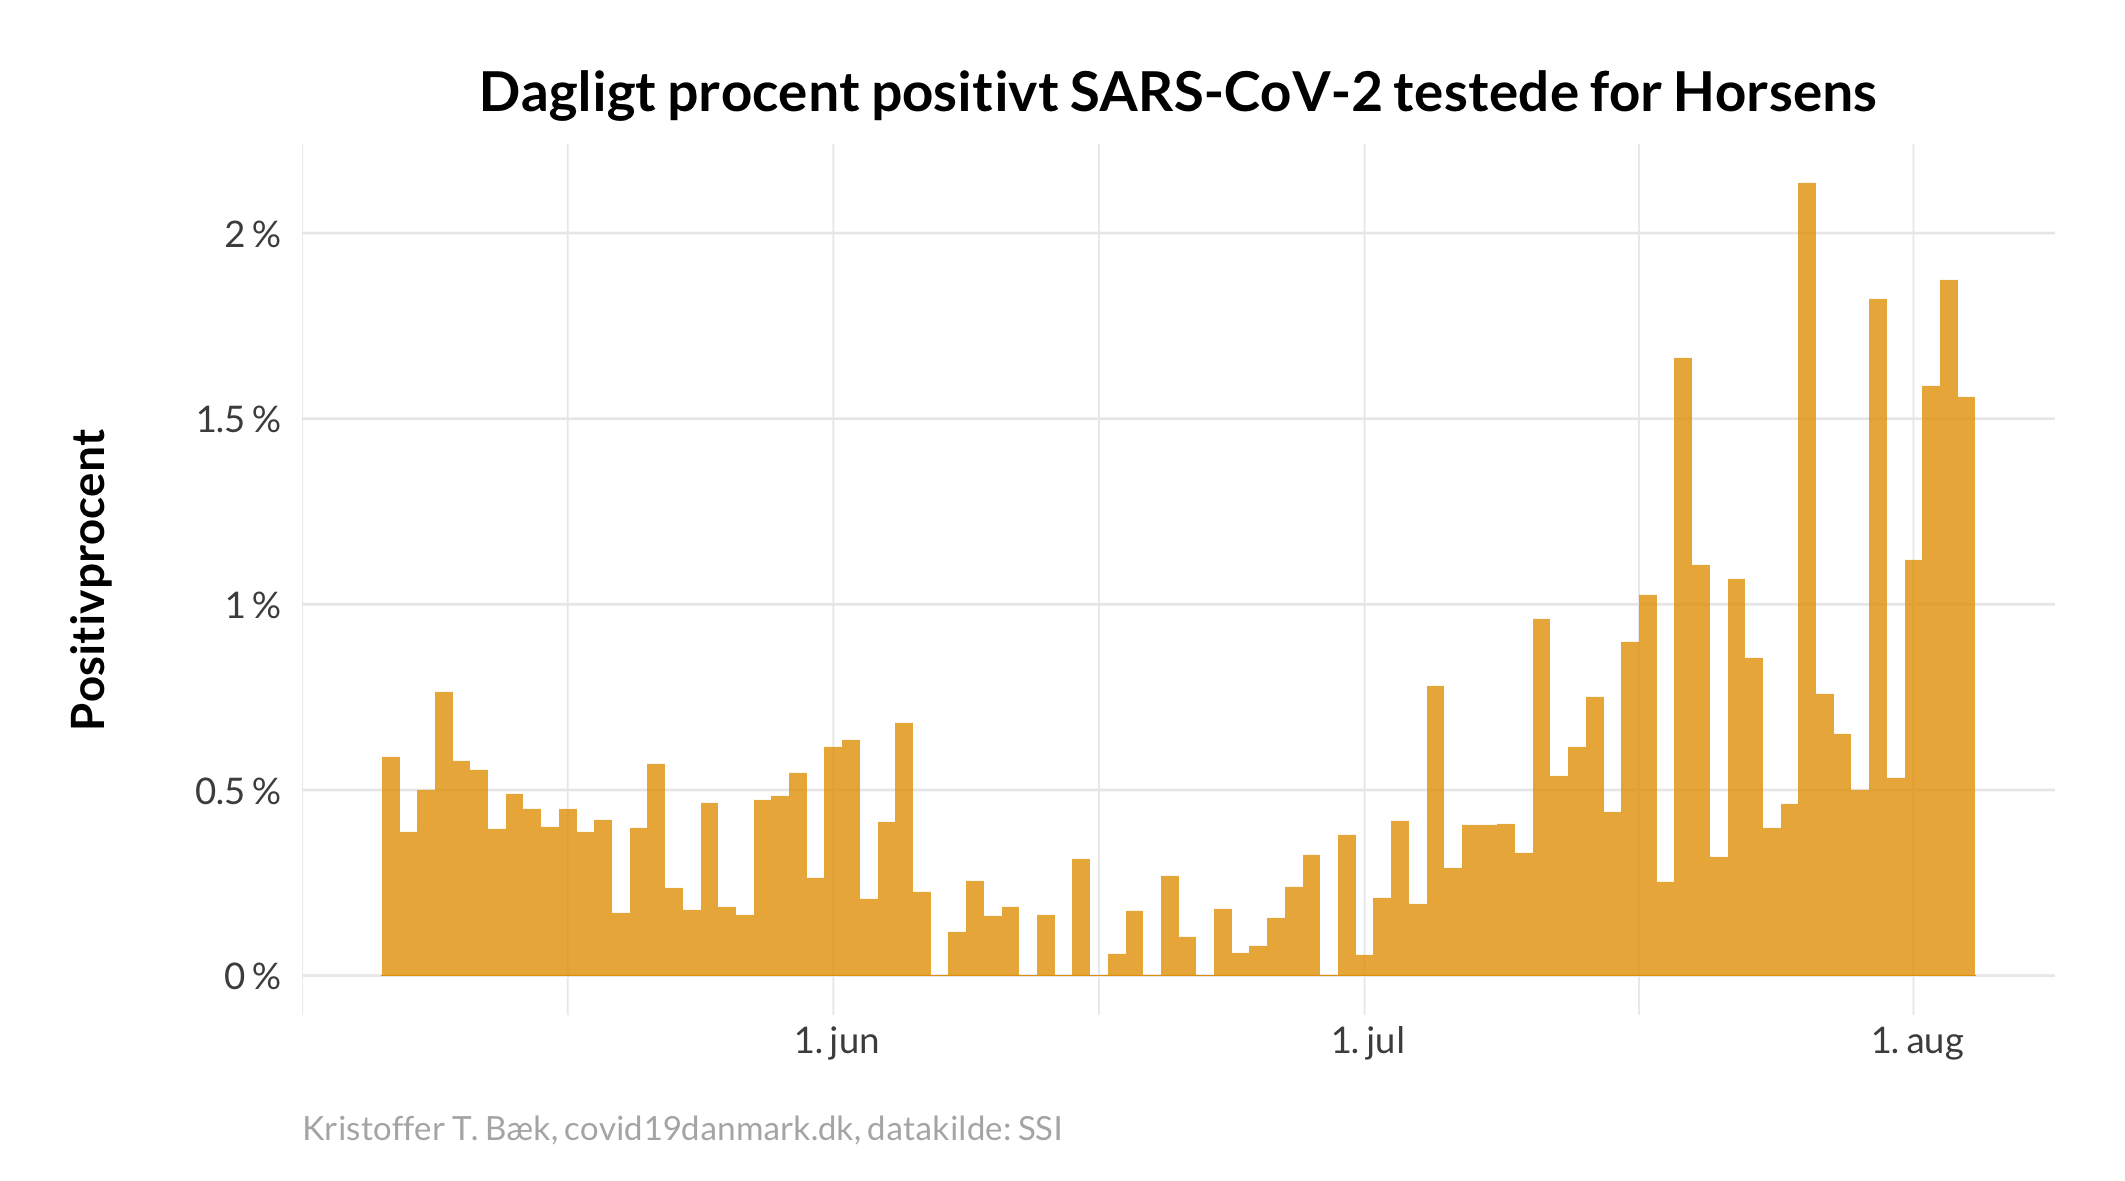 Dagligt procent positivt SARS-CoV-2 testede for Horsens
Positivprocent
2 %
1.5 %
1 %
0.5 %
0 %
1. jun
1. jul
1. aug
Kristoffer T. Bæk, covid19danmark.dk, datakilde: SSI